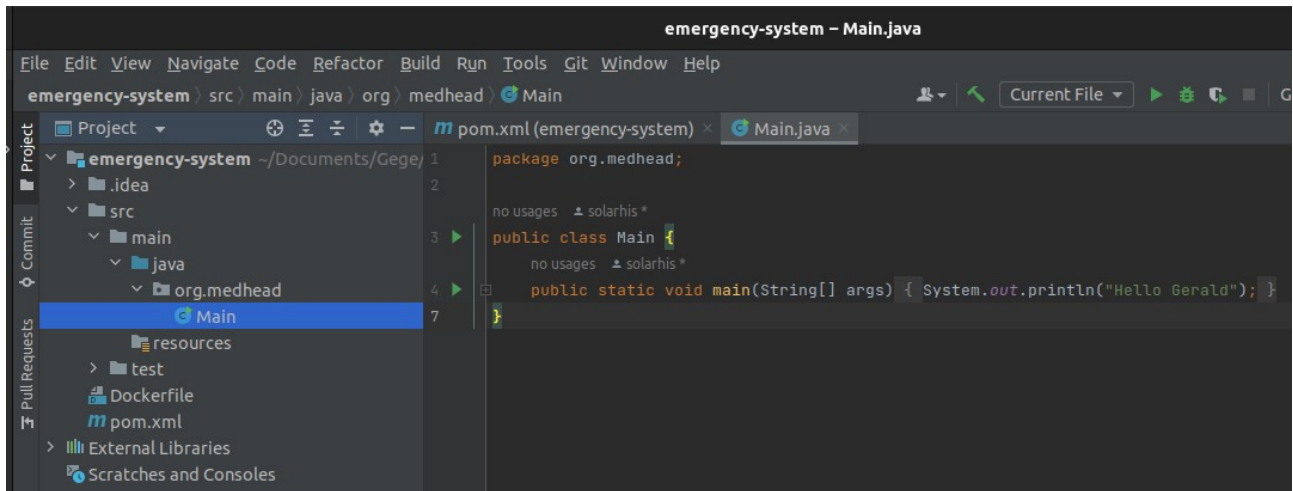 emergency-system – Main.java
File Edit View Navigate Code Refactor Build Run Tools Git Window Help
emergency-system 〉 src 〉 main 〉 java 〉 org 〉 medhead 〉 Main
Current File
Project
pom.xml (emergency-system)
Main.java
Project
Commit
Pull Requests
emergency-system ~/Documents/Gege/
.idea
src
main
java
org.medhead
Main
resources
test
Dockerfile
pom.xml
External Libraries
Scratches and Consoles
1 package org.medhead;
2
no usages solarhis *
3 public class Main {
no usages solarhis *
4 public static void main(String[] args) { System.out.println("Hello Gerald"); }
7 }